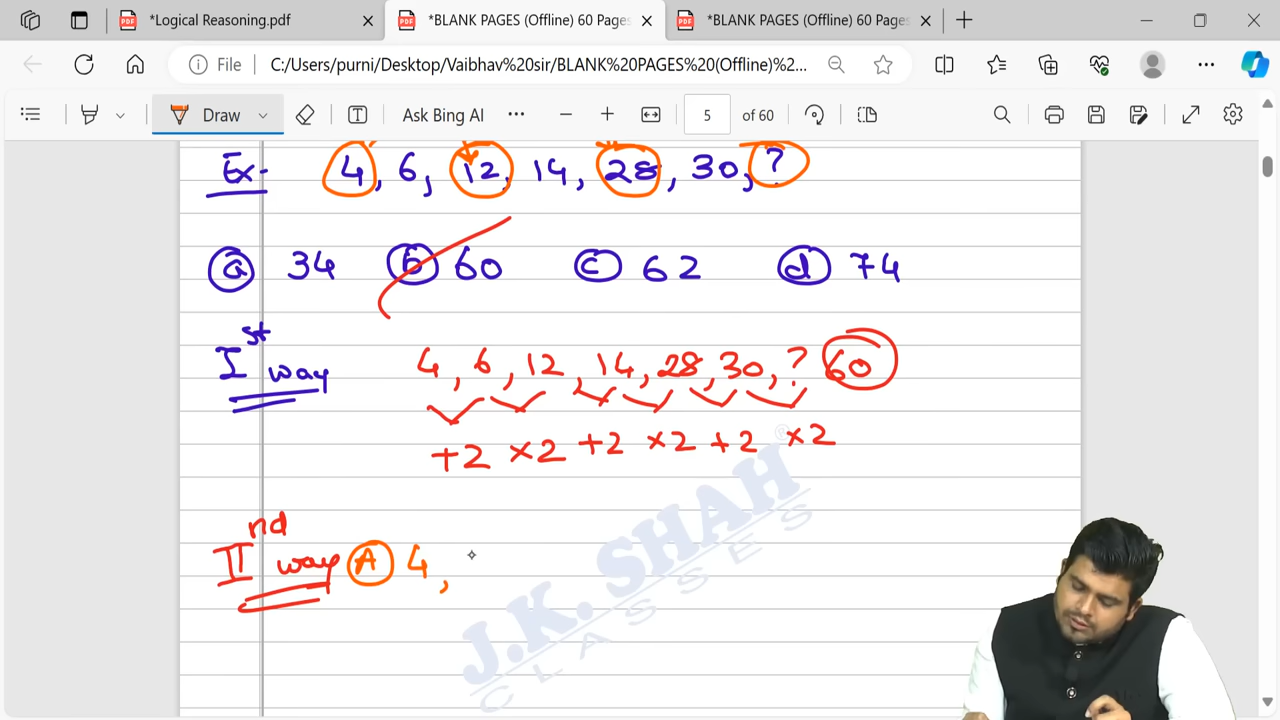 *Logical Reasoning.pdf
*BLANK PAGES (Offline) 60 Pages
*BLANK PAGES (Offline) 60 Pages
File C:/Users/purni/Desktop/Vaibhav%20sir/BLANK%20PAGES%20(Offline)%2...
Draw Ask Bing AI 5 of 60
Ex- 4, 6, 12, 14, 28, 30, ?
a 34 b 60 c 62 d 74
Ist way 4, 6, 12, 14, 28, 30, ? 60
+2 ×2 +2 ×2 +2 ×2
IInd way A 4,
J.K. SHAH
CLASSES